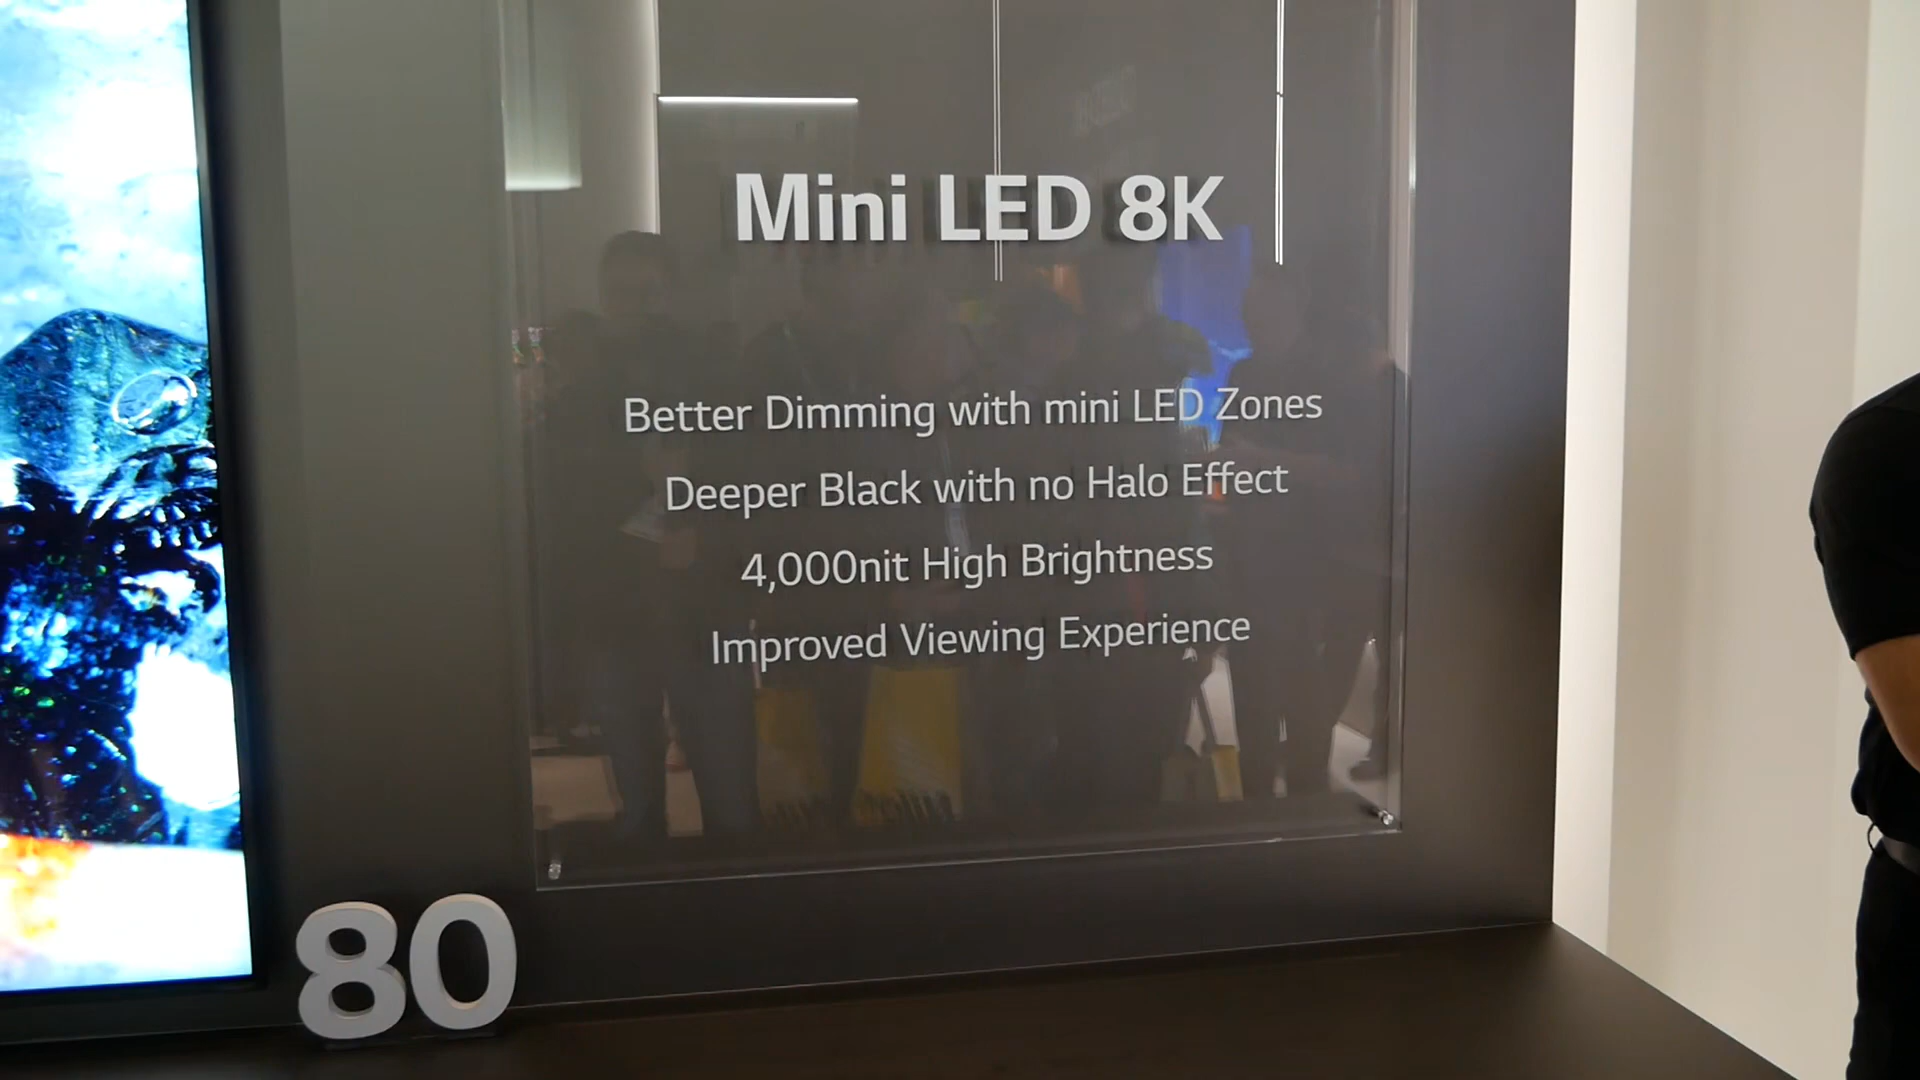 Mini LED 8K
Better Dimming with mini LED Zones
Deeper Black with no Halo Effect
4,000nit High Brightness
Improved Viewing Experience
80